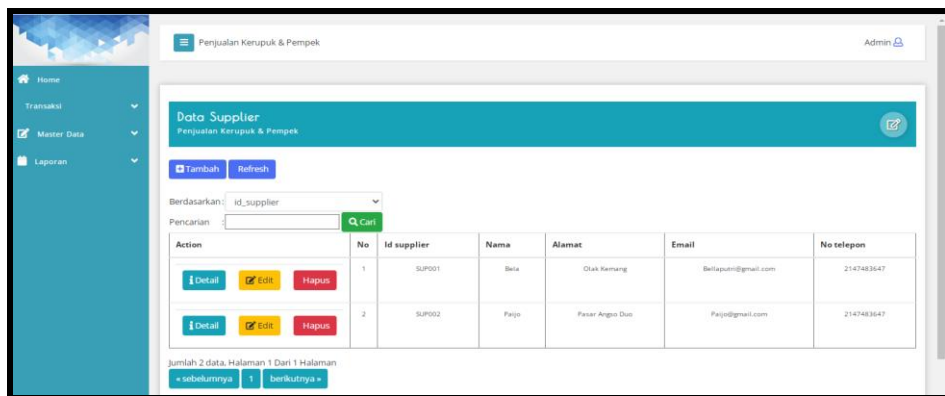 Penjualan Kerupuk & Pempek
Admin
Home
Transaksi
Master Data
Laporan
Data Supplier
Penjualan Kerupuk & Pempek
Tambah Refresh
Berdasarkan : id_supplier
Pencarian : Cari
Action No Id supplier Nama Alamat Email No telepon
Detail Edit Hapus 1 SUP001 Bela Olak Kemang Bellaputri@gmail.com 2147483647
Detail Edit Hapus 2 SUP002 Paijo Pasar Angso Duo Paijo@gmail.com 2147483647
Jumlah 2 data, Halaman 1 Dari 1 Halaman
« sebelumnya 1 berikutnya »